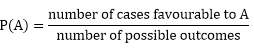 P(A) = number of cases favourable to A / number of possible outcomes